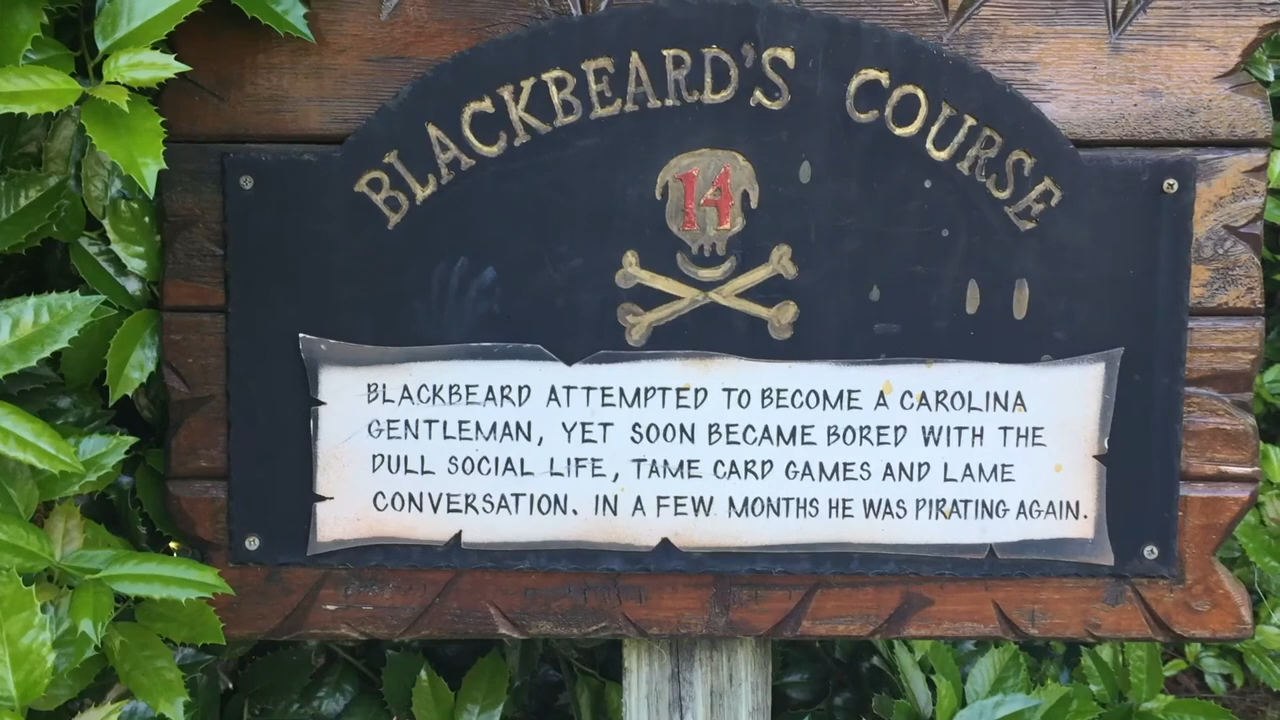 BLACKBEARD'S COURSE
14
BLACKBEARD ATTEMPTED TO BECOME A CAROLINA
GENTLEMAN, YET SOON BECAME BORED WITH THE
DULL SOCIAL LIFE, TAME CARD GAMES AND LAME
CONVERSATION. IN A FEW MONTHS HE WAS PIRATING AGAIN.